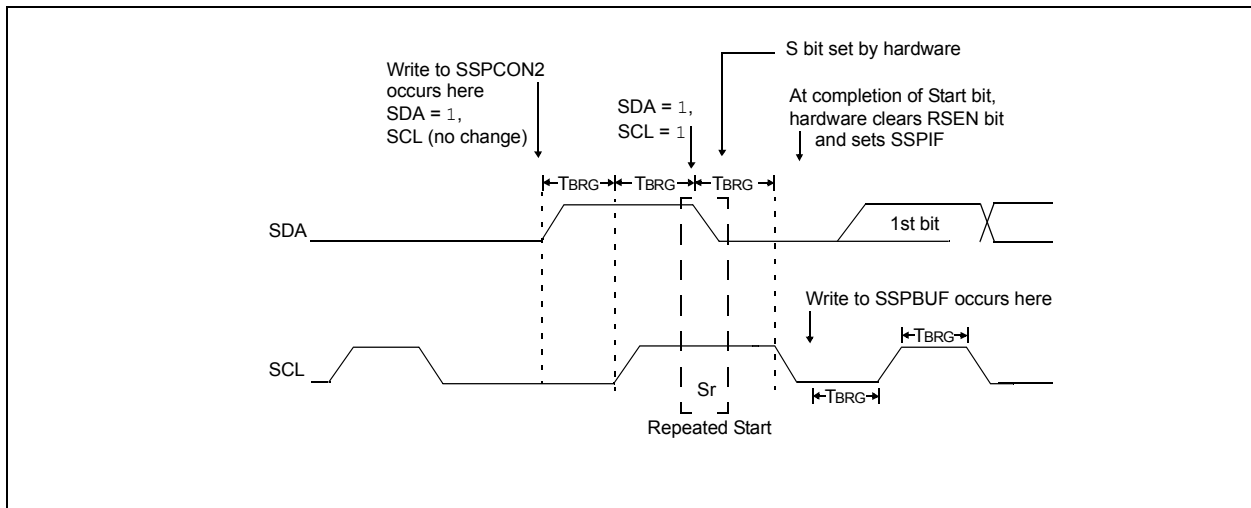 S bit set by hardware
Write to SSPCON2
occurs here
SDA = 1,
SCL (no change)
SDA = 1,
SCL = 1
At completion of Start bit,
hardware clears RSEN bit
and sets SSPIF
TBRG TBRG TBRG
SDA
1st bit
Write to SSPBUF occurs here
TBRG
SCL
Sr
TBRG
Repeated Start